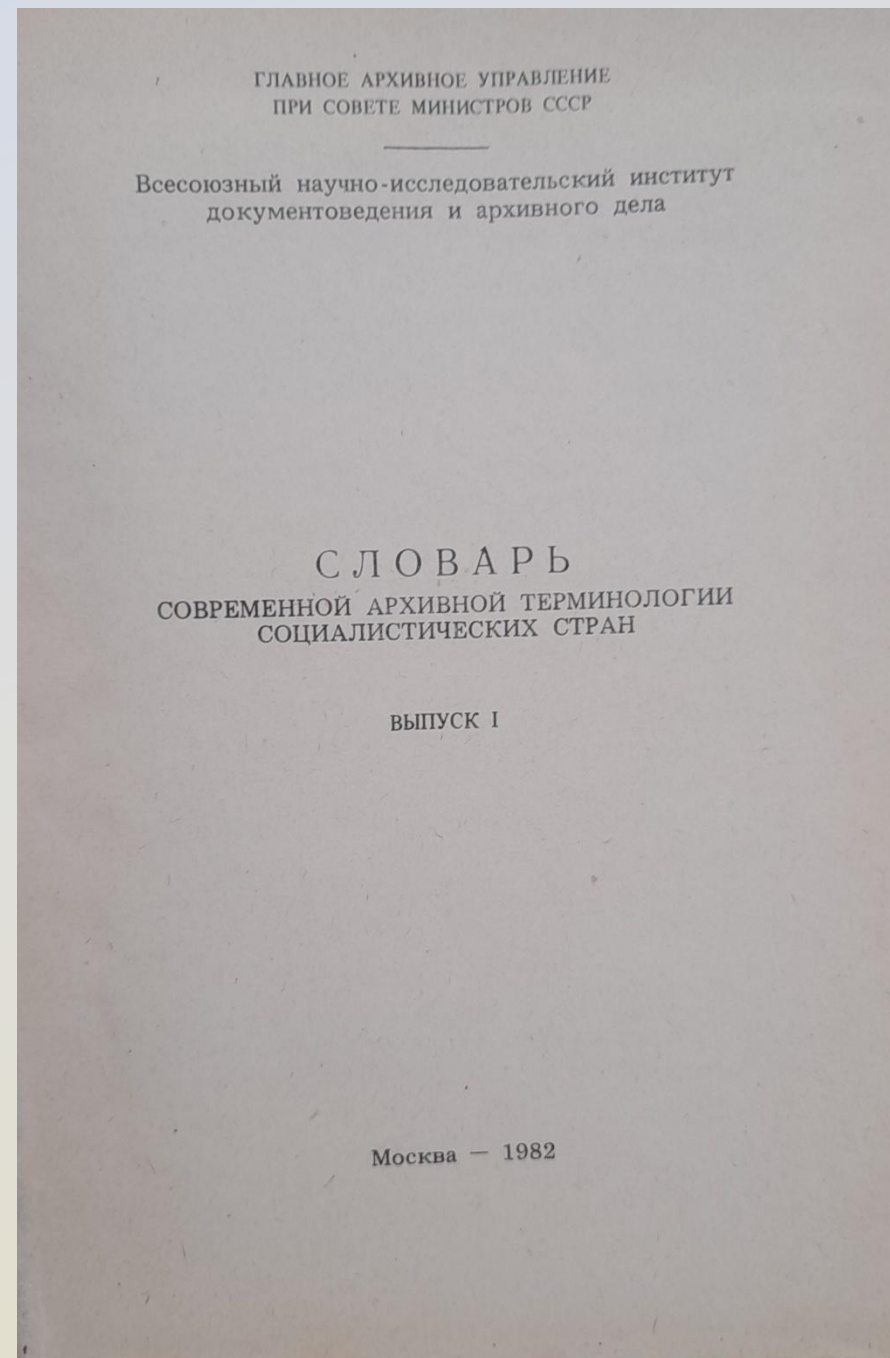 ГЛАВНОЕ АРХИВНОЕ УПРАВЛЕНИЕ
ПРИ СОВЕТЕ МИНИСТРОВ СССР
Всесоюзный научно-исследовательский институт
документоведения и архивного дела
СЛОВАРЬ
СОВРЕМЕННОЙ АРХИВНОЙ ТЕРМИНОЛОГИИ
СОЦИАЛИСТИЧЕСКИХ СТРАН
ВЫПУСК I
Москва — 1982